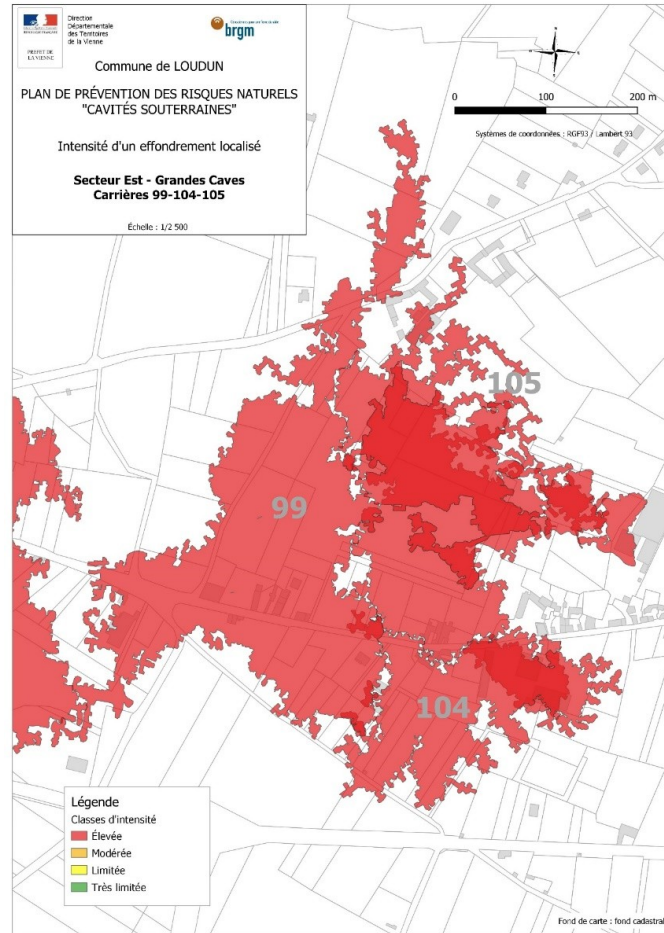 Direction
Départementale
des Territoires
de la Vienne
PRÉFET DE
LA VIENNE
brgm
Commune de LOUDUN
PLAN DE PRÉVENTION DES RISQUES NATURELS
"CAVITÉS SOUTERRAINES"
Intensité d'un effondrement localisé
Secteur Est - Grandes Caves
Carrières 99-104-105
Échelle : 1/2 500
0 100 200 m
Systèmes de coordonnées : RGF93 / Lambert 93
105
99
104
Légende
Classes d'intensité
Élevée
Modérée
Limitée
Très limitée
Fond de carte : fond cadastral